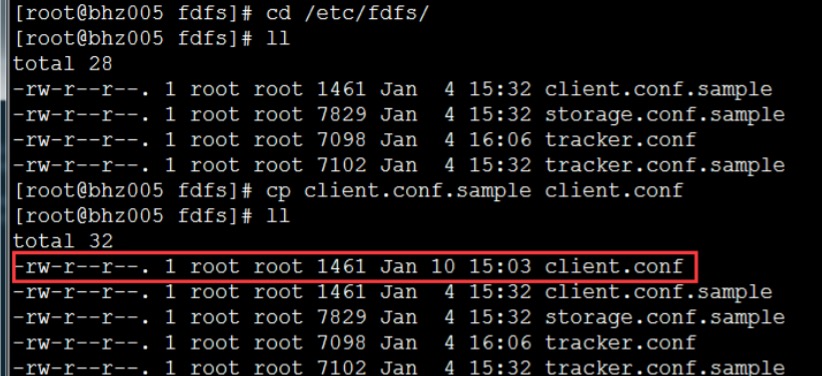 [root@bhz005 fdfs]# cd /etc/fdfs/
[root@bhz005 fdfs]# ll
total 28
-rw-r--r--. 1 root root 1461 Jan  4 15:32 client.conf.sample
-rw-r--r--. 1 root root 7829 Jan  4 15:32 storage.conf.sample
-rw-r--r--. 1 root root 7098 Jan  4 16:06 tracker.conf
-rw-r--r--. 1 root root 7102 Jan  4 15:32 tracker.conf.sample
[root@bhz005 fdfs]# cp client.conf.sample client.conf
[root@bhz005 fdfs]# ll
total 32
-rw-r--r--. 1 root root 1461 Jan 10 15:03 client.conf
-rw-r--r--. 1 root root 1461 Jan  4 15:32 client.conf.sample
-rw-r--r--. 1 root root 7829 Jan  4 15:32 storage.conf.sample
-rw-r--r--. 1 root root 7098 Jan  4 16:06 tracker.conf
-rw-r--r--. 1 root root 7102 Jan  4 15:32 tracker.conf.sample